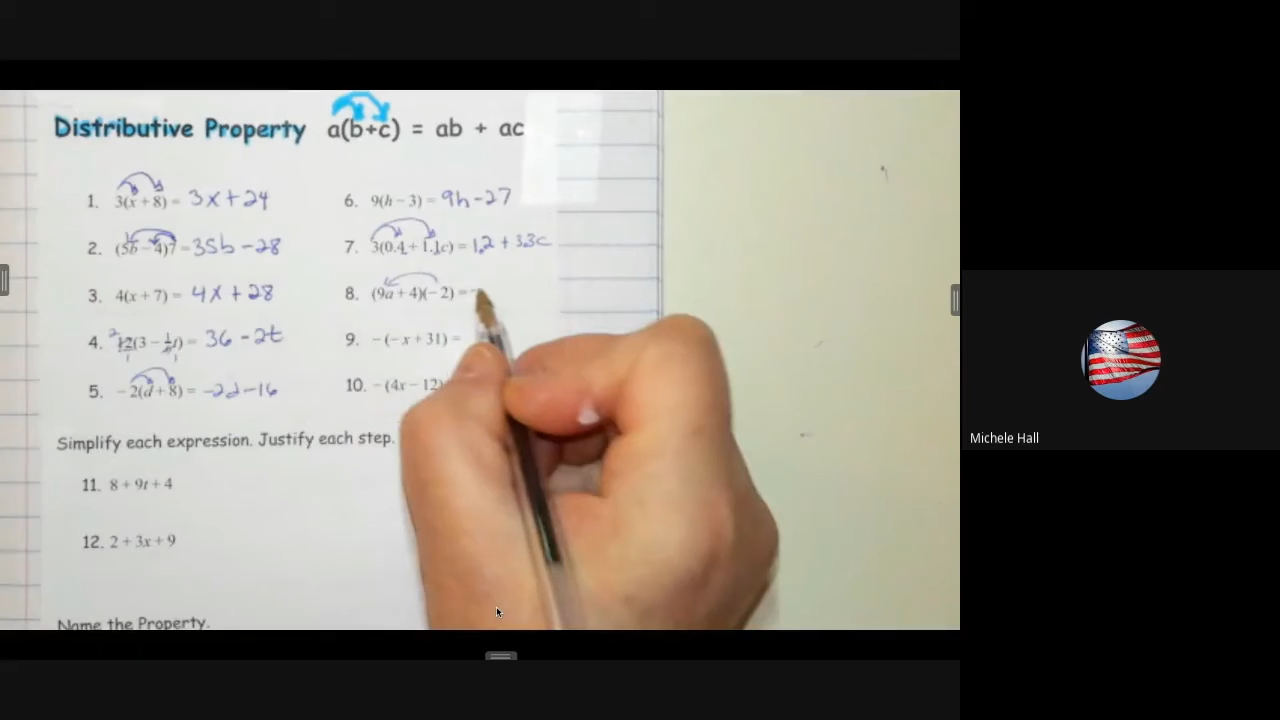 Distributive Property a(b+c) = ab + ac
1. 3(x + 8) = 3x + 24
2. (5b - 4)7 = 35b - 28
3. 4(x + 7) = 4x + 28
4. 12(3 - t) = 36 - 2t
5. - 2(d + 8) = -2d - 16
6. 9(h - 3) = 9h - 27
7. 3(0.4 + 1.1c) = 1.2 + 3.3c
8. (9a + 4)(- 2) = -
9. - (- x + 31) =
10. - (4x - 12)
Simplify each expression. Justify each step.
11. 8 + 9t + 4
12. 2 + 3x + 9
Name the Property.
Michele Hall